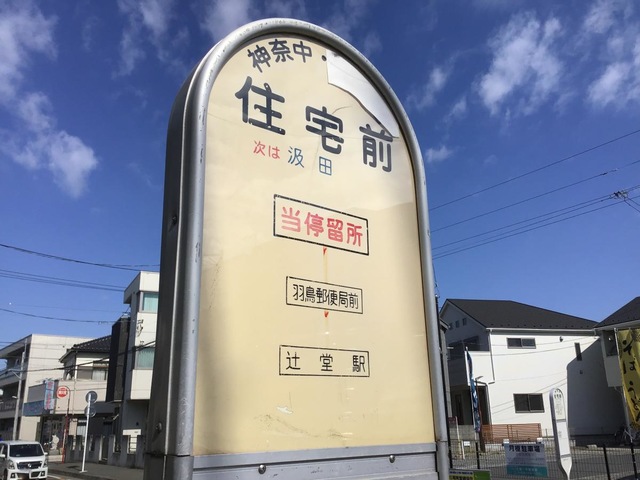 神奈中・
住宅前
次は 汲田
当停留所
羽鳥郵便局前
辻堂駅